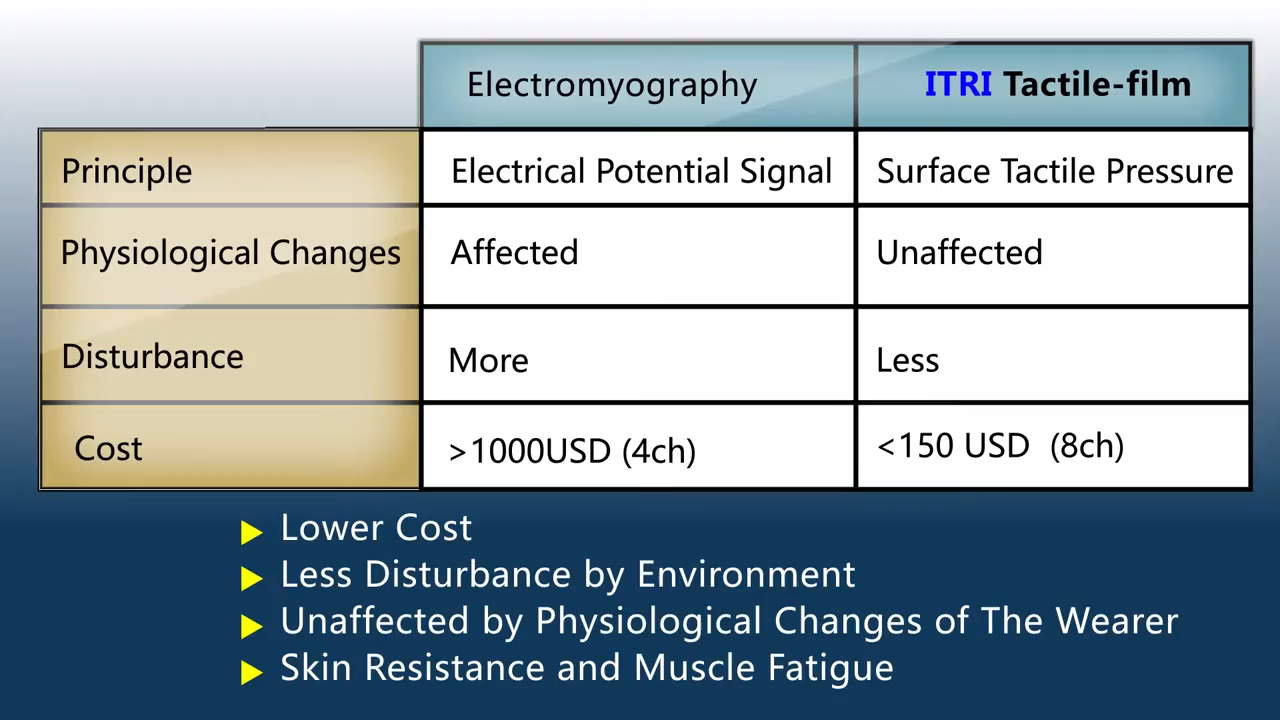 Electromyography ITRI Tactile-film
Principle Electrical Potential Signal Surface Tactile Pressure
Physiological Changes Affected Unaffected
Disturbance More Less
Cost >1000USD (4ch) <150 USD (8ch)
Lower Cost
Less Disturbance by Environment
Unaffected by Physiological Changes of The Wearer
Skin Resistance and Muscle Fatigue